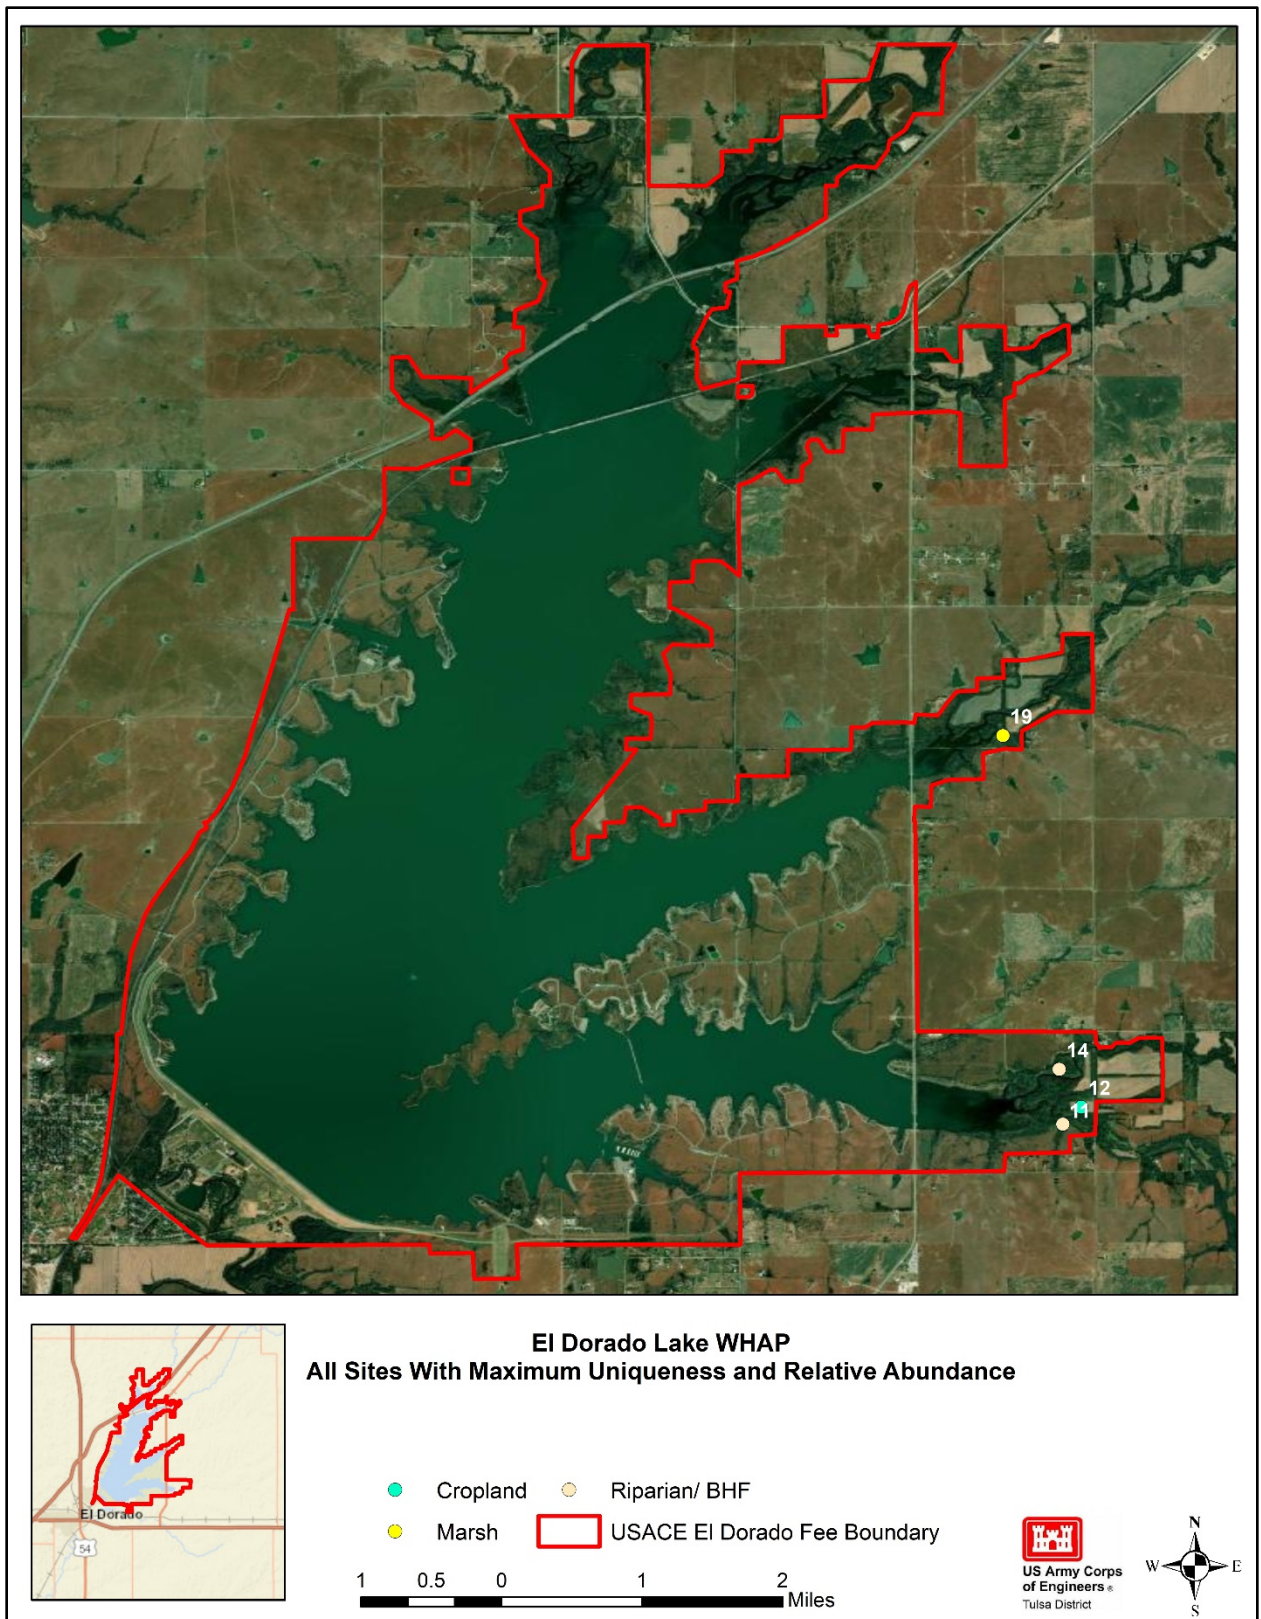 19
14
12
11
El Dorado Lake WHAP
All Sites With Maximum Uniqueness and Relative Abundance
El Dorado
54
Cropland
Riparian/ BHF
Marsh
USACE El Dorado Fee Boundary
1 0.5 0 1 2
Miles
US Army Corps
of Engineers ®
Tulsa District
N
W E
S